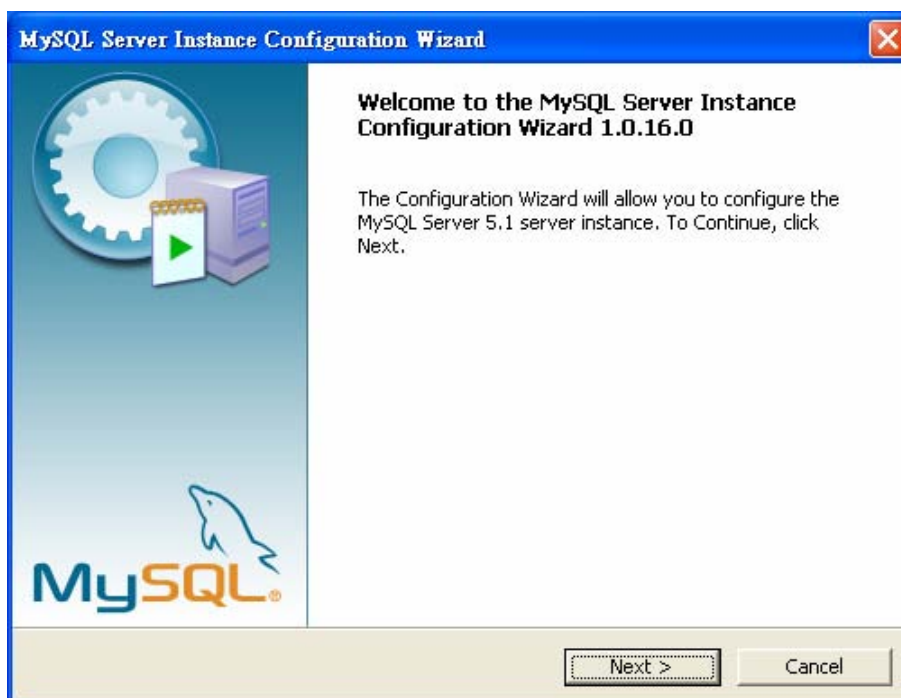 MySQL Server Instance Configuration Wizard
Welcome to the MySQL Server Instance
Configuration Wizard 1.0.16.0
The Configuration Wizard will allow you to configure the
MySQL Server 5.1 server instance. To Continue, click
Next.
MySQL®
Next >
Cancel